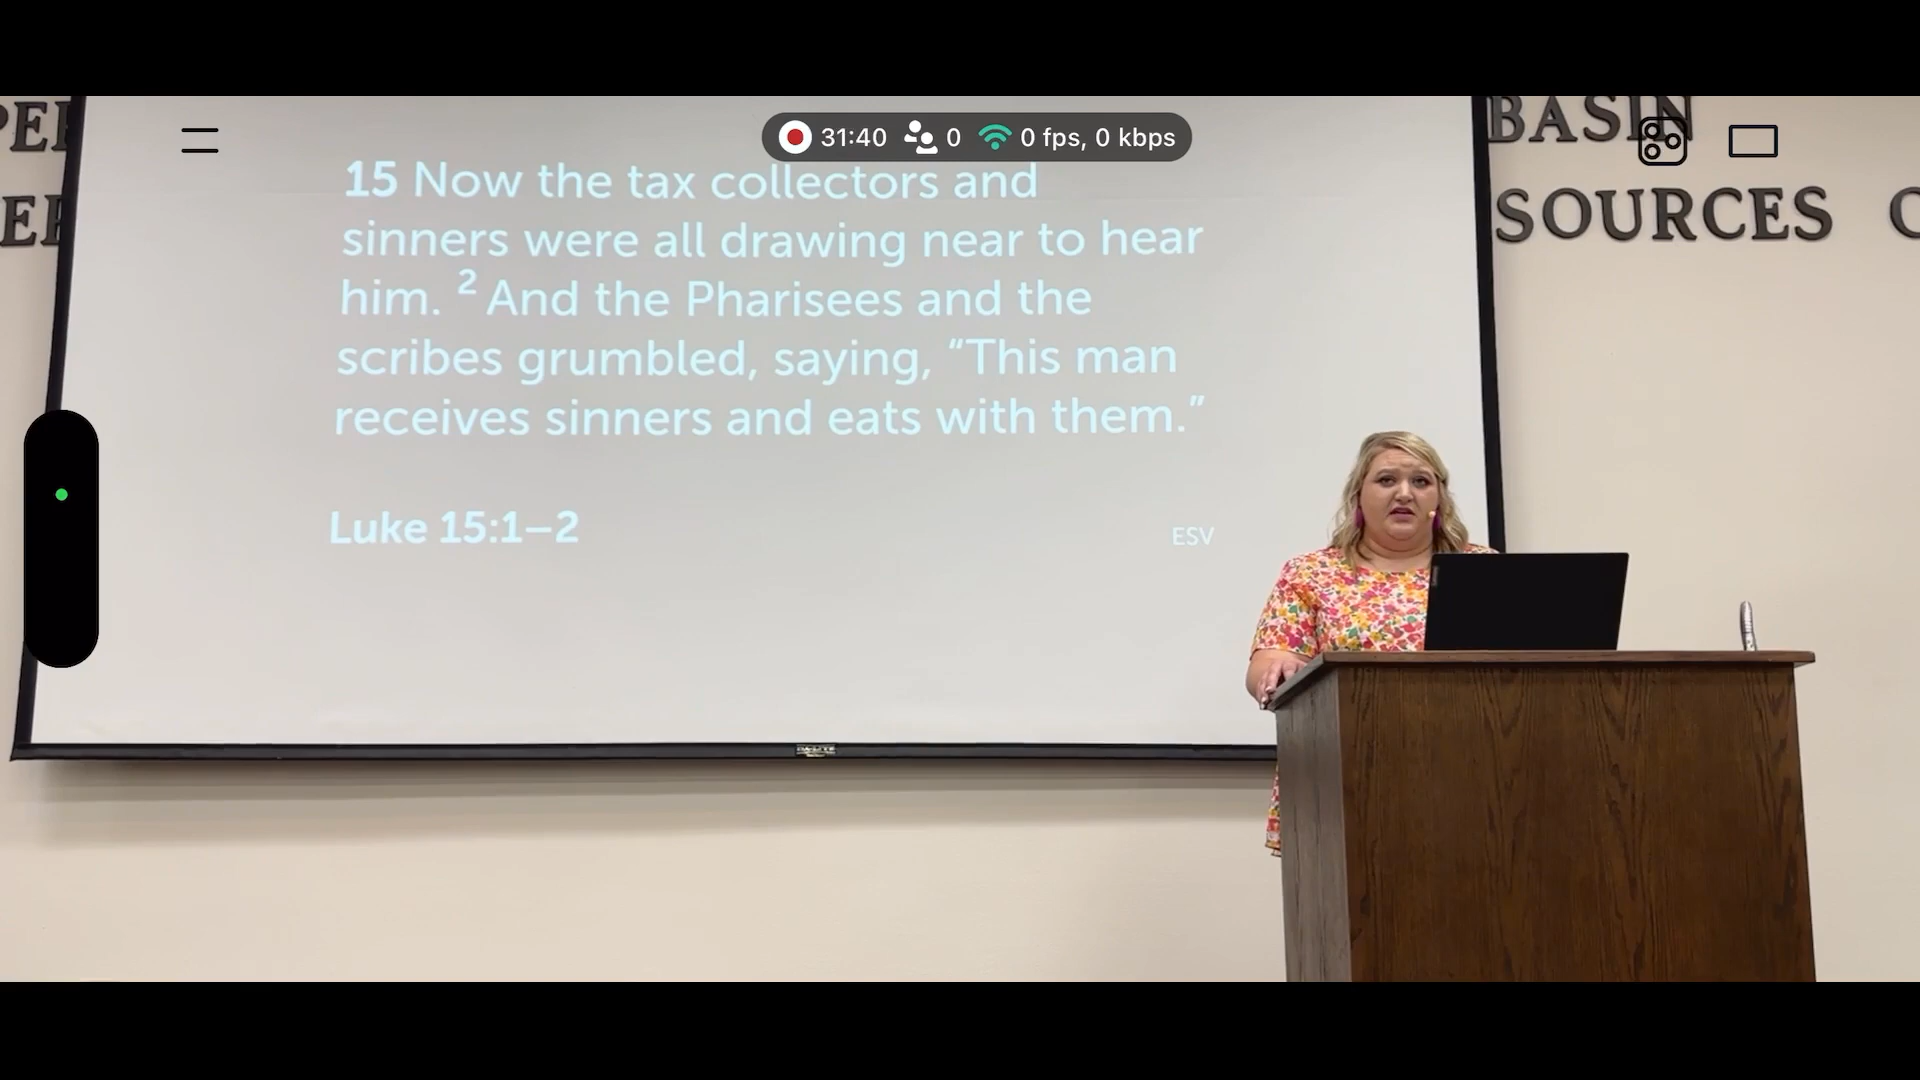 BASIN
31:40 0 0 fps, 0 kbps
15 Now the tax collectors and
SOURCES
sinners were all drawing near to hear
him. 2 And the Pharisees and the
scribes grumbled, saying, “This man
receives sinners and eats with them.”
Luke 15:1–2
ESV